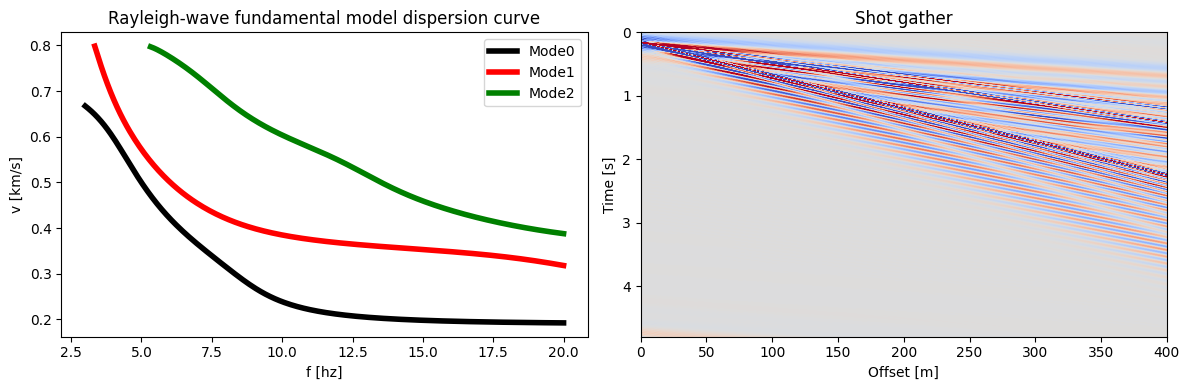 Rayleigh-wave fundamental model dispersion curve
0.8
0.7
0.6
0.5
0.4
0.3
0.2
v [km/s]
2.5 5.0 7.5 10.0 12.5 15.0 17.5 20.0
f [hz]
Mode0
Mode1
Mode2
Shot gather
0
1
2
3
4
Time [s]
0 50 100 150 200 250 300 350 400
Offset [m]